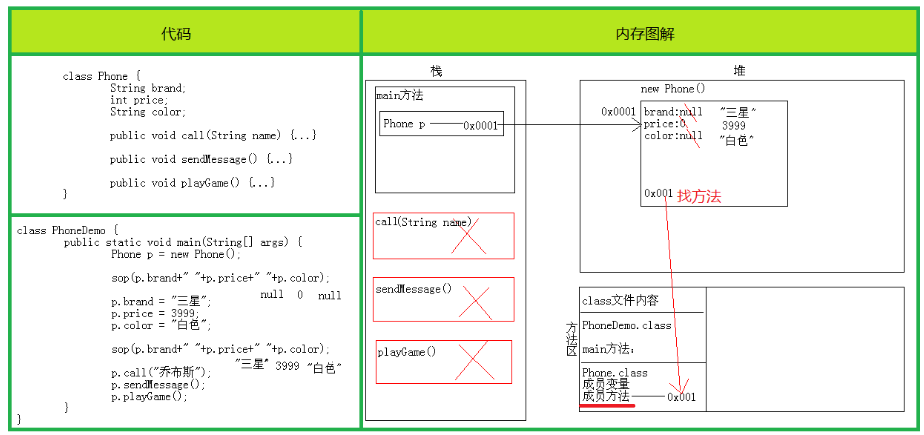 代码
内存图解
class Phone {
String brand;
int price;
String color;
public void call(String name) {...}
public void sendMessage() {...}
public void playGame() {...}
}
class PhoneDemo {
public static void main(String[] args) {
Phone p = new Phone();
sop(p.brand+" "+p.price+" "+p.color);
null 0 null
p.brand = "三星";
p.price = 3999;
p.color = "白色";
sop(p.brand+" "+p.price+" "+p.color);
"三星" 3999 "白色"
p.call("乔布斯");
p.sendMessage();
p.playGame();
}
}
栈
main方法
Phone p 0x0001
call(String name)
sendMessage()
playGame()
堆
new Phone()
0x0001
brand:null "三星"
price:0 3999
color:null "白色"
0x001 找方法
方法区
class文件内容
PhoneDemo.class
main方法:
Phone.class
成员变量
成员方法 0x001